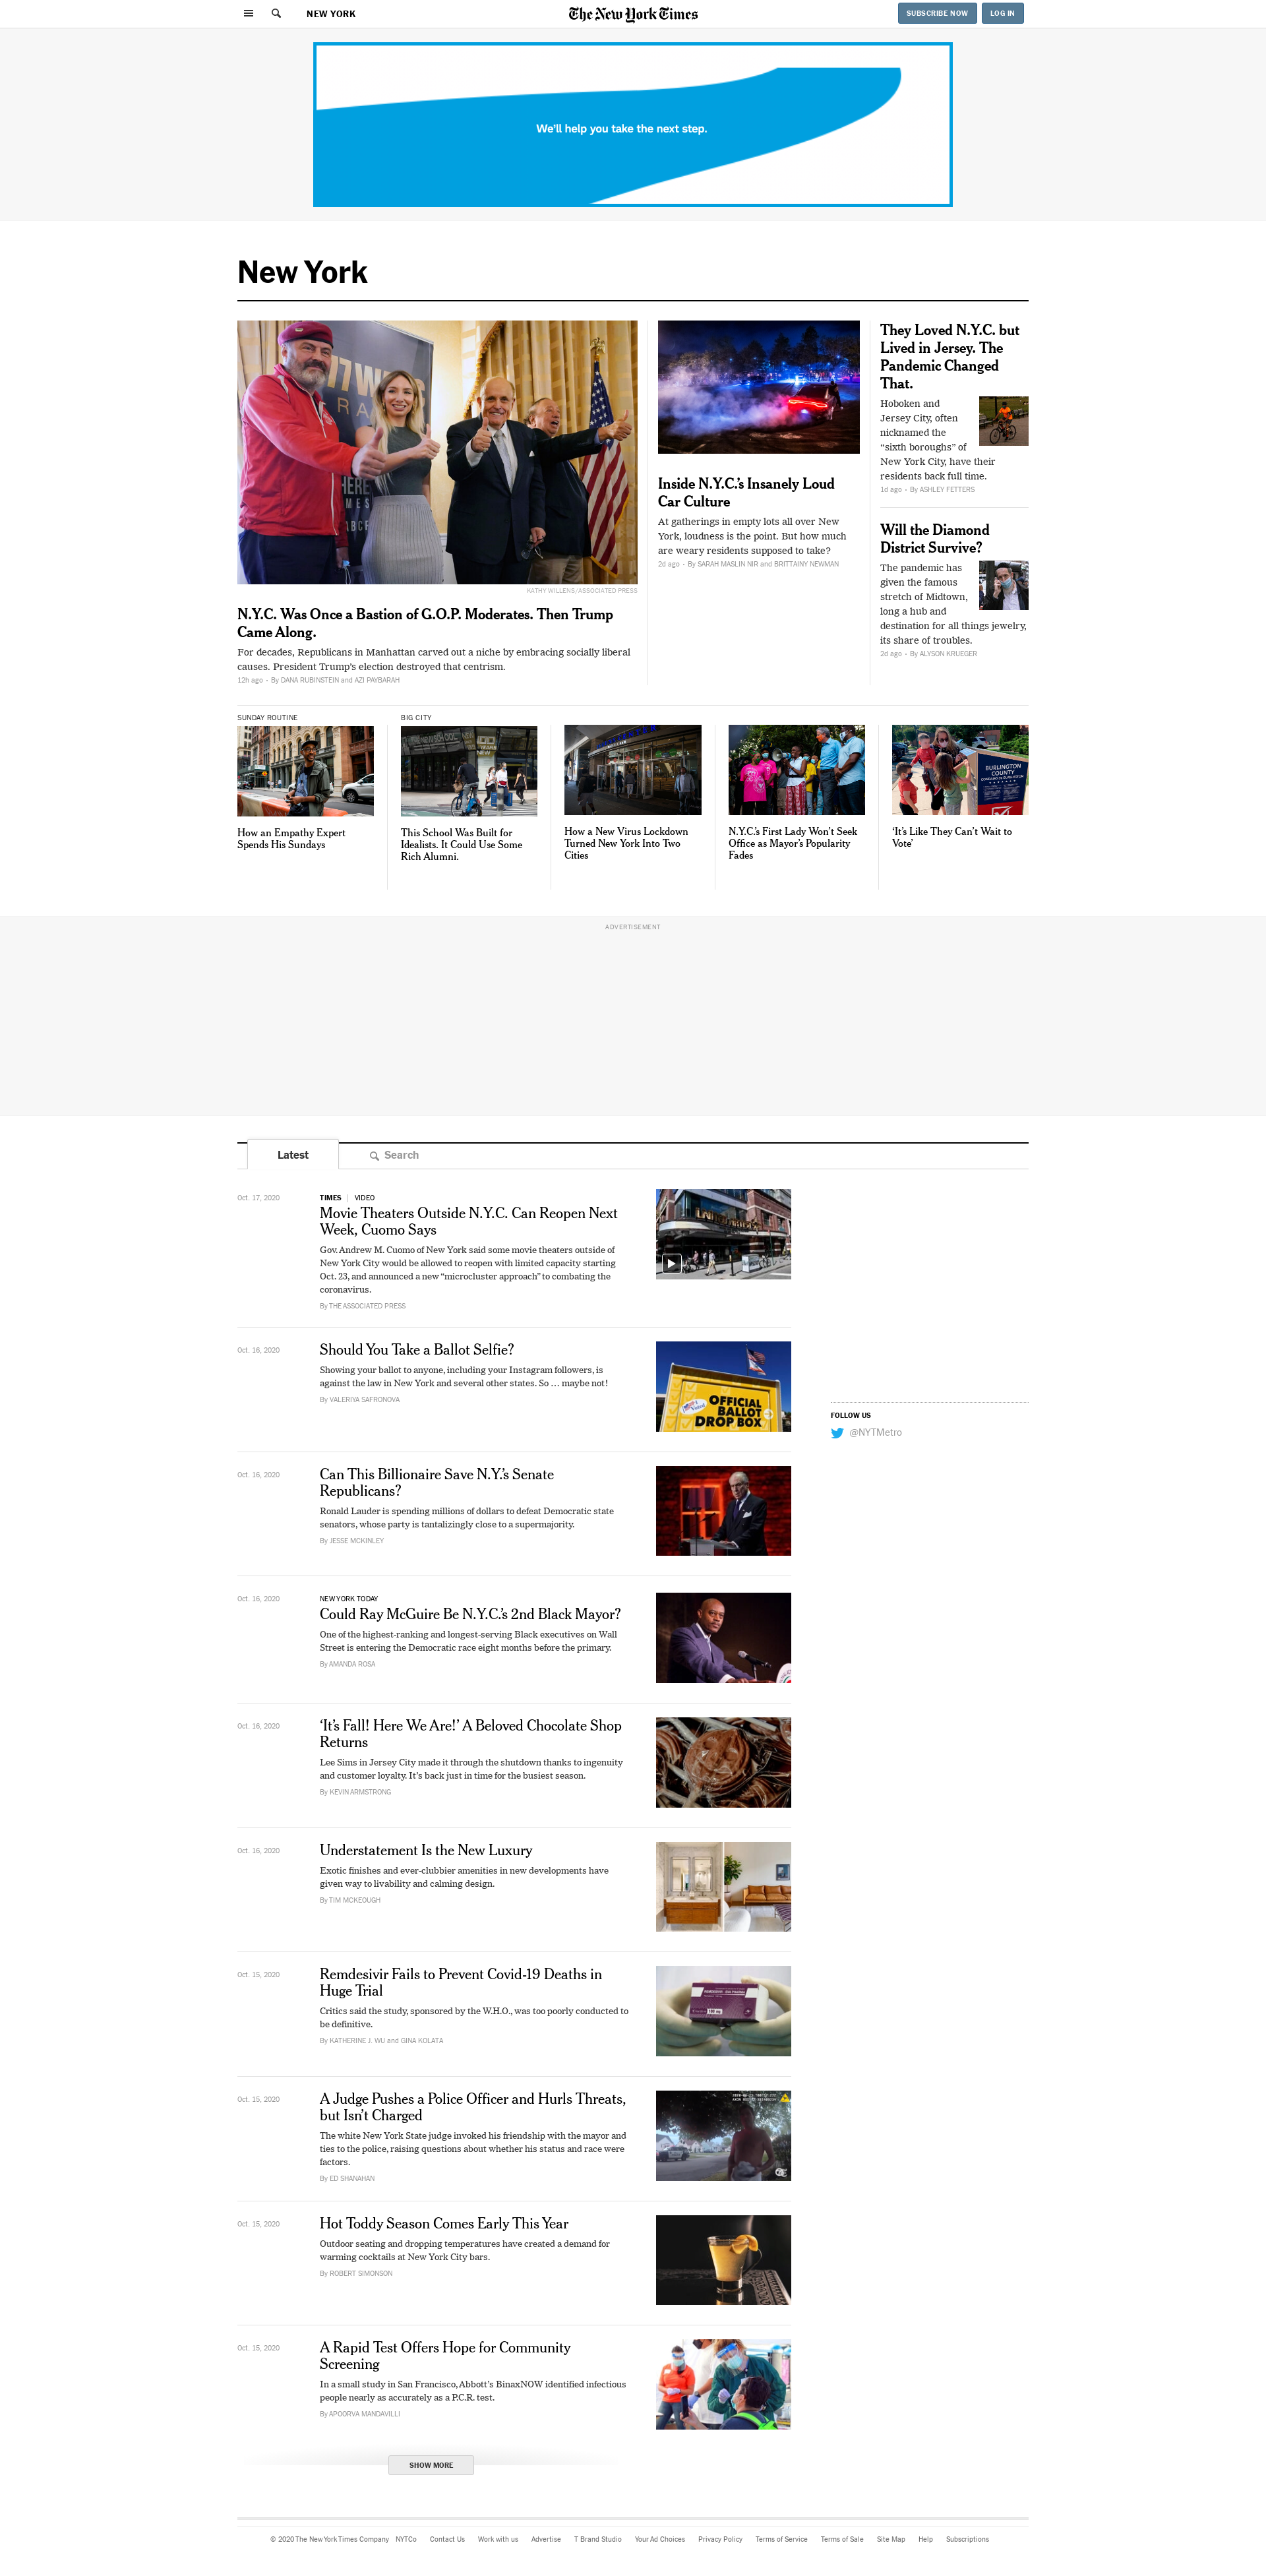 NEW YORK
The New York Times
SUBSCRIBE NOW
LOG IN
We'll help you take the next step.
New York
KATHY WILLENS/ASSOCIATED PRESS
N.Y.C. Was Once a Bastion of G.O.P. Moderates. Then Trump
Came Along.
For decades, Republicans in Manhattan carved out a niche by embracing socially liberal
causes. President Trump's election destroyed that centrism.
12h ago • By DANA RUBINSTEIN and AZI PAYBARAH
Inside N.Y.C.'s Insanely Loud
Car Culture
At gatherings in empty lots all over New
York, loudness is the point. But how much
are weary residents supposed to take?
2d ago • By SARAH MASLIN NIR and BRITTAINY NEWMAN
They Loved N.Y.C. but
Lived in Jersey. The
Pandemic Changed
That.
Hoboken and
Jersey City, often
nicknamed the
“sixth boroughs” of
New York City, have their
residents back full time.
1d ago • By ASHLEY FETTERS
Will the Diamond
District Survive?
The pandemic has
given the famous
stretch of Midtown,
long a hub and
destination for all things jewelry,
its share of troubles.
2d ago • By ALYSON KRUEGER
SUNDAY ROUTINE
How an Empathy Expert
Spends His Sundays
BIG CITY
This School Was Built for
Idealists. It Could Use Some
Rich Alumni.
How a New Virus Lockdown
Turned New York Into Two
Cities
N.Y.C.'s First Lady Won't Seek
Office as Mayor's Popularity
Fades
BURLINGTON
COUNTY
‘It's Like They Can't Wait to
Vote’
ADVERTISEMENT
Latest
Search
Oct. 17, 2020
TIMES | VIDEO
Movie Theaters Outside N.Y.C. Can Reopen Next
Week, Cuomo Says
Gov. Andrew M. Cuomo of New York said some movie theaters outside of
New York City would be allowed to reopen with limited capacity starting
Oct. 23, and announced a new “microcluster approach” to combating the
coronavirus.
By THE ASSOCIATED PRESS
Oct. 16, 2020
Should You Take a Ballot Selfie?
Showing your ballot to anyone, including your Instagram followers, is
against the law in New York and several other states. So … maybe not!
By VALERIYA SAFRONOVA
OFFICIAL
BALLOT
DROP BOX
FOLLOW US
@NYTMetro
Oct. 16, 2020
Can This Billionaire Save N.Y.'s Senate
Republicans?
Ronald Lauder is spending millions of dollars to defeat Democratic state
senators, whose party is tantalizingly close to a supermajority.
By JESSE MCKINLEY
Oct. 16, 2020
NEW YORK TODAY
Could Ray McGuire Be N.Y.C.'s 2nd Black Mayor?
One of the highest-ranking and longest-serving Black executives on Wall
Street is entering the Democratic race eight months before the primary.
By AMANDA ROSA
Oct. 16, 2020
‘It's Fall! Here We Are!’ A Beloved Chocolate Shop
Returns
Lee Sims in Jersey City made it through the shutdown thanks to ingenuity
and customer loyalty. It's back just in time for the busiest season.
By KEVIN ARMSTRONG
Oct. 16, 2020
Understatement Is the New Luxury
Exotic finishes and ever-clubbier amenities in new developments have
given way to livability and calming design.
By TIM MCKEOUGH
Oct. 15, 2020
Remdesivir Fails to Prevent Covid-19 Deaths in
Huge Trial
Critics said the study, sponsored by the W.H.O., was too poorly conducted to
be definitive.
By KATHERINE J. WU and GINA KOLATA
Oct. 15, 2020
A Judge Pushes a Police Officer and Hurls Threats,
but Isn't Charged
The white New York State judge invoked his friendship with the mayor and
ties to the police, raising questions about whether his status and race were
factors.
By ED SHANAHAN
Oct. 15, 2020
Hot Toddy Season Comes Early This Year
Outdoor seating and dropping temperatures have created a demand for
warming cocktails at New York City bars.
By ROBERT SIMONSON
Oct. 15, 2020
A Rapid Test Offers Hope for Community
Screening
In a small study in San Francisco, Abbott's BinaxNOW identified infectious
people nearly as accurately as a P.C.R. test.
By APOORVA MANDAVILLI
SHOW MORE
© 2020 The New York Times Company NYTCo Contact Us Work with us Advertise T Brand Studio Your Ad Choices Privacy Policy Terms of Service Terms of Sale Site Map Help Subscriptions